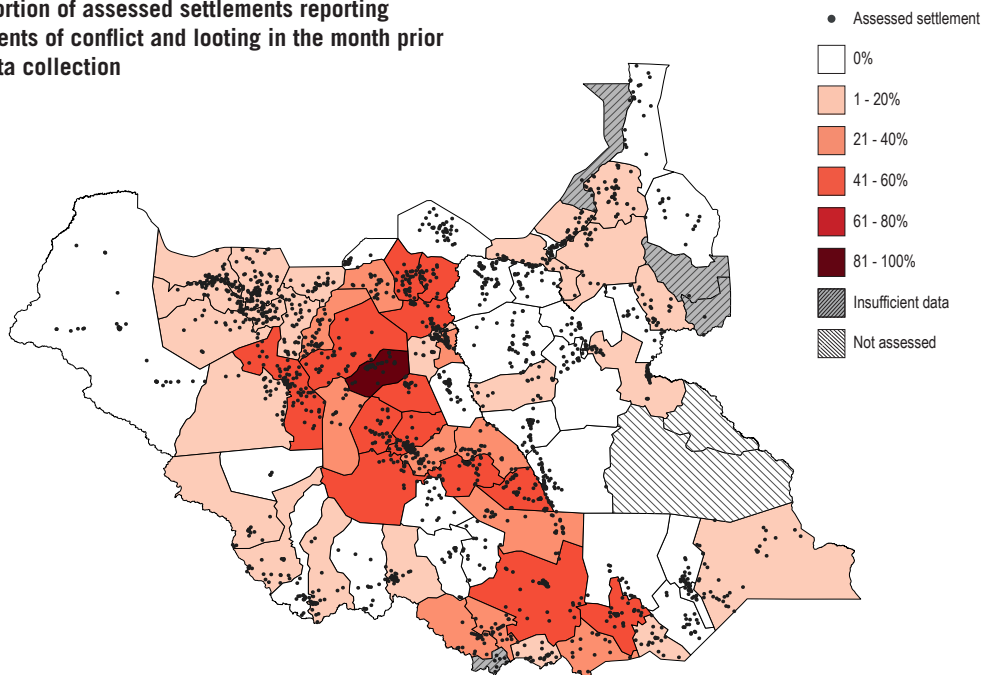 ortion of assessed settlements reporting
ents of conflict and looting in the month prior
ta collection
Assessed settlement
0%
1 - 20%
21 - 40%
41 - 60%
61 - 80%
81 - 100%
Insufficient data
Not assessed